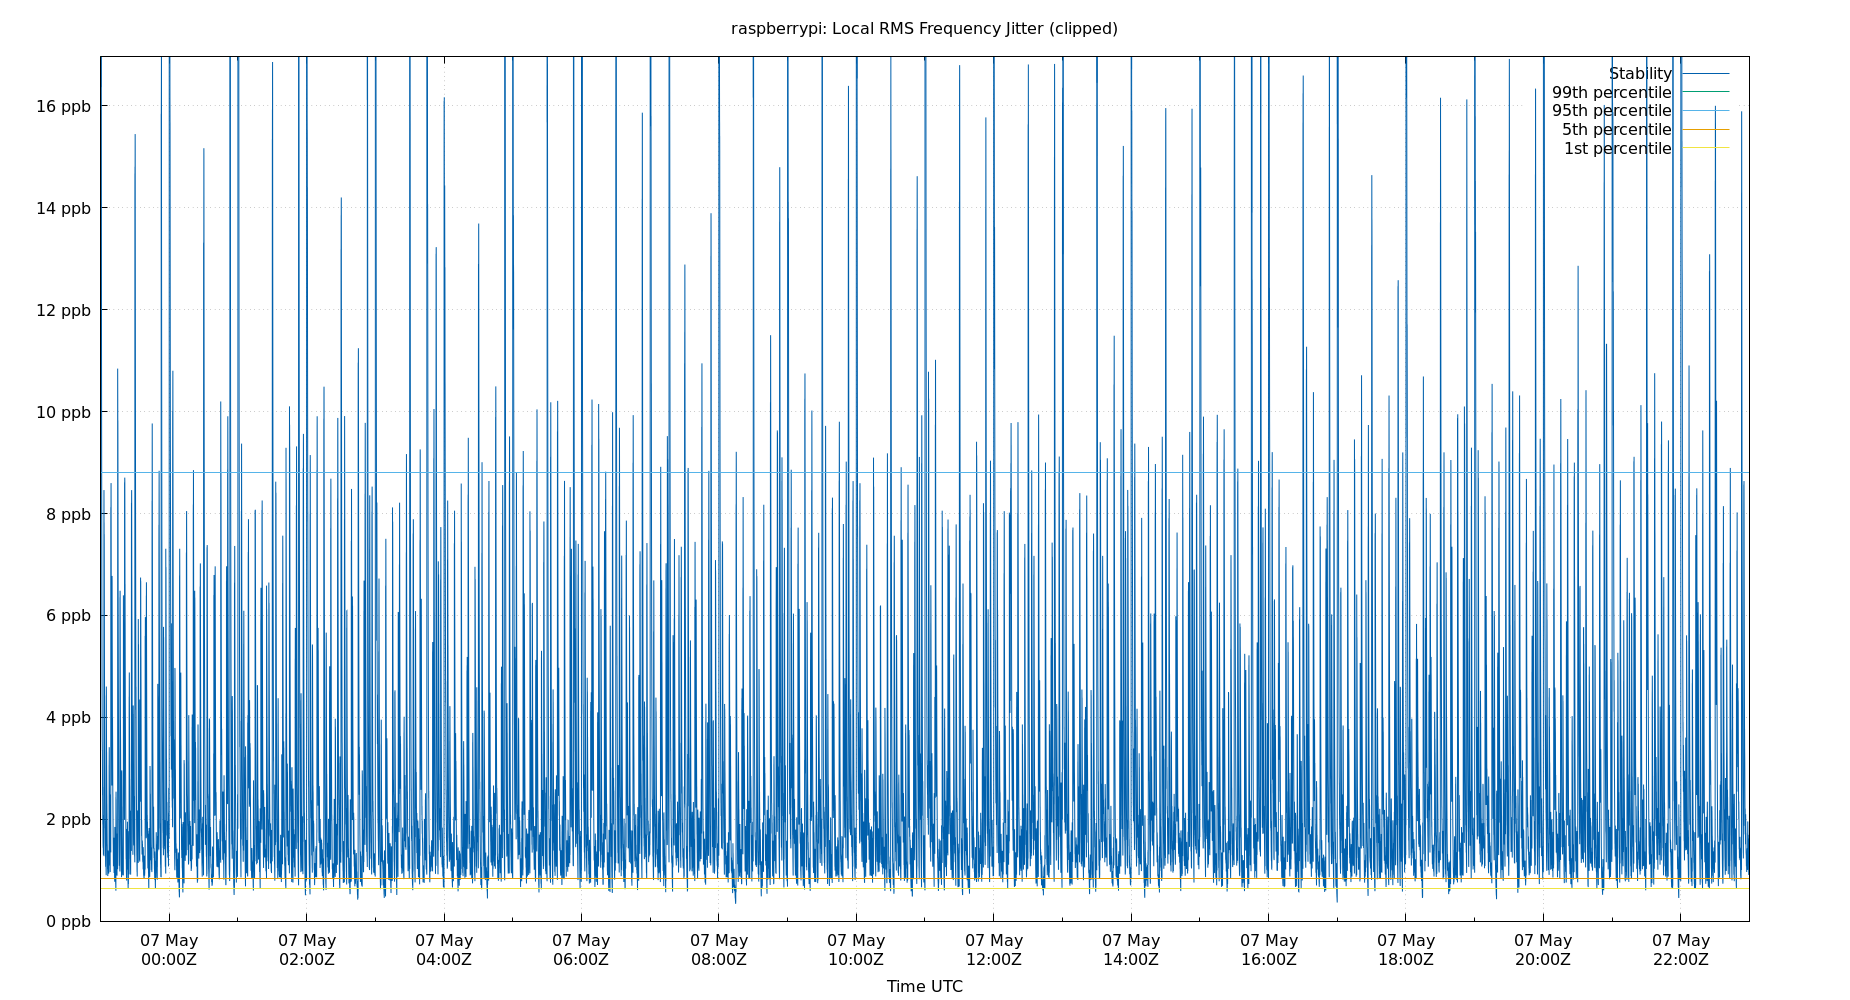 raspberrypi: Local RMS Frequency Jitter (clipped)
Stability
99th percentile
95th percentile
5th percentile
1st percentile
16 ppb
14 ppb
12 ppb
10 ppb
8 ppb
6 ppb
4 ppb
2 ppb
0 ppb
07 May 07 May 07 May 07 May 07 May 07 May 07 May 07 May 07 May 07 May 07 May 07 May
00:00Z 02:00Z 04:00Z 06:00Z 08:00Z 10:00Z 12:00Z 14:00Z 16:00Z 18:00Z 20:00Z 22:00Z
Time UTC